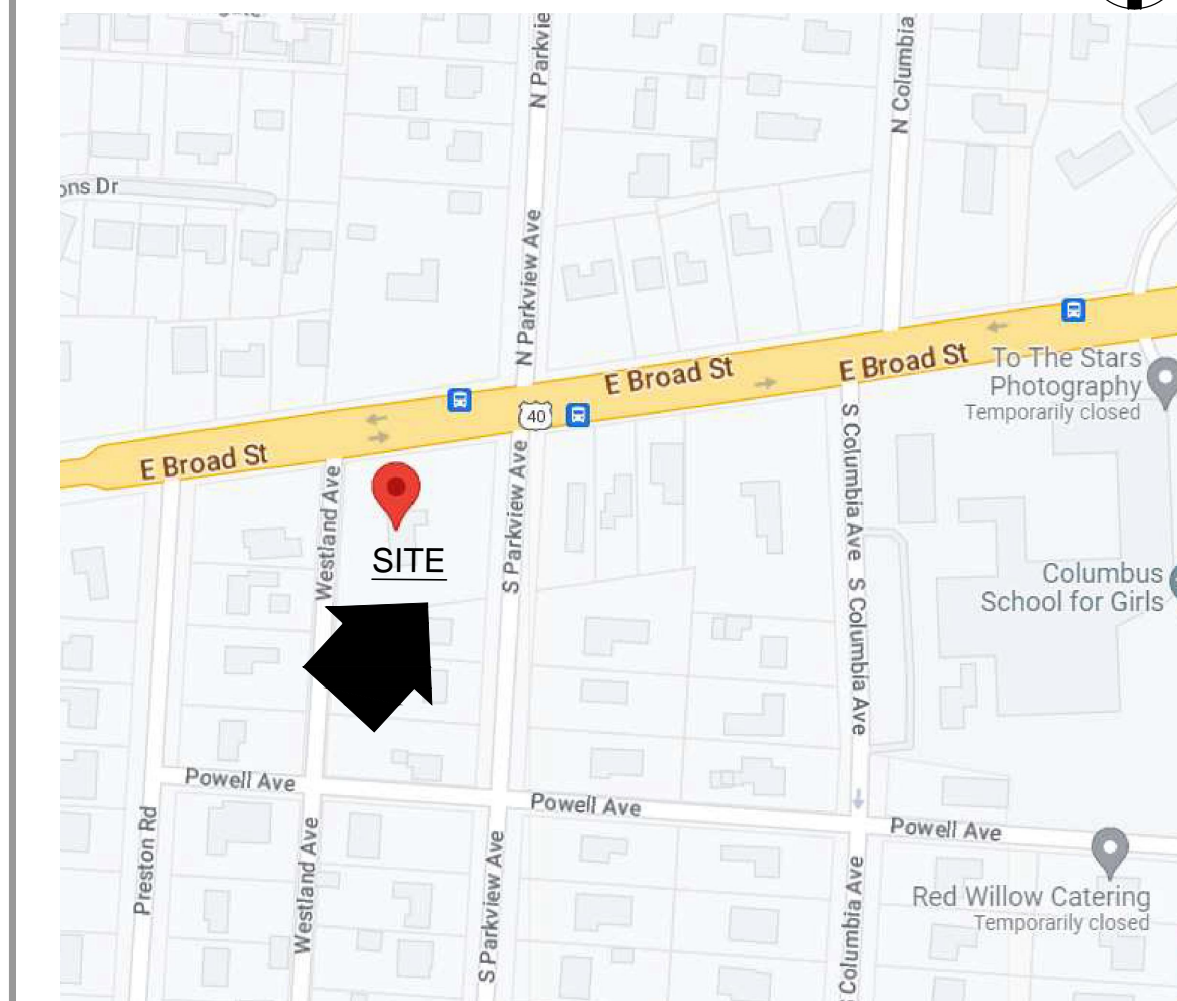 N Parkvie
N Columbia
ons Dr
N Parkview Ave
E Broad St
E Broad St
To The Stars
Photography
Temporarily closed
40
E Broad St
Westland Ave
S Parkview Ave
S Columbia Ave
SITE
Columbus
School for Girls
S Columbia Ave
Powell Ave
Powell Ave
Powell Ave
Preston Rd
Westland Ave
S Parkview Ave
S Columbia Ave
Red Willow Catering
Temporarily closed